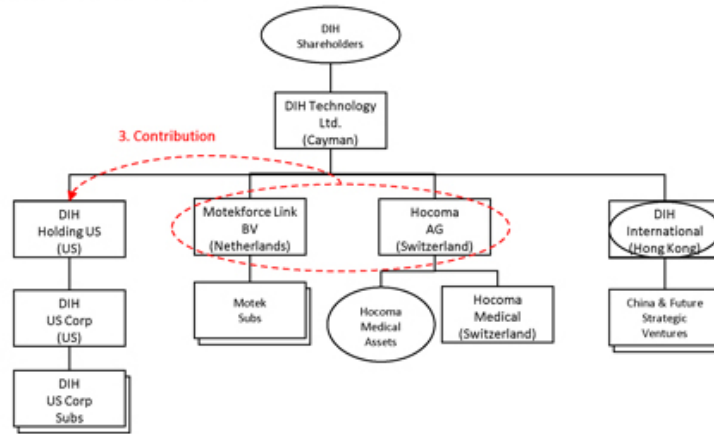 DIH
Shareholders
DIH Technology
Ltd.
(Cayman)
3. Contribution
DIH
Holding US
(US)
Motekforce Link
BV
(Netherlands)
Hocoma
AG
(Switzerland)
DIH
International
(Hong Kong)
DIH
US Corp
(US)
Motek
Subs
Hocoma
Medical
Assets
Hocoma
Medical
(Switzerland)
China & Future
Strategic
Ventures
DIH
US Corp
Subs